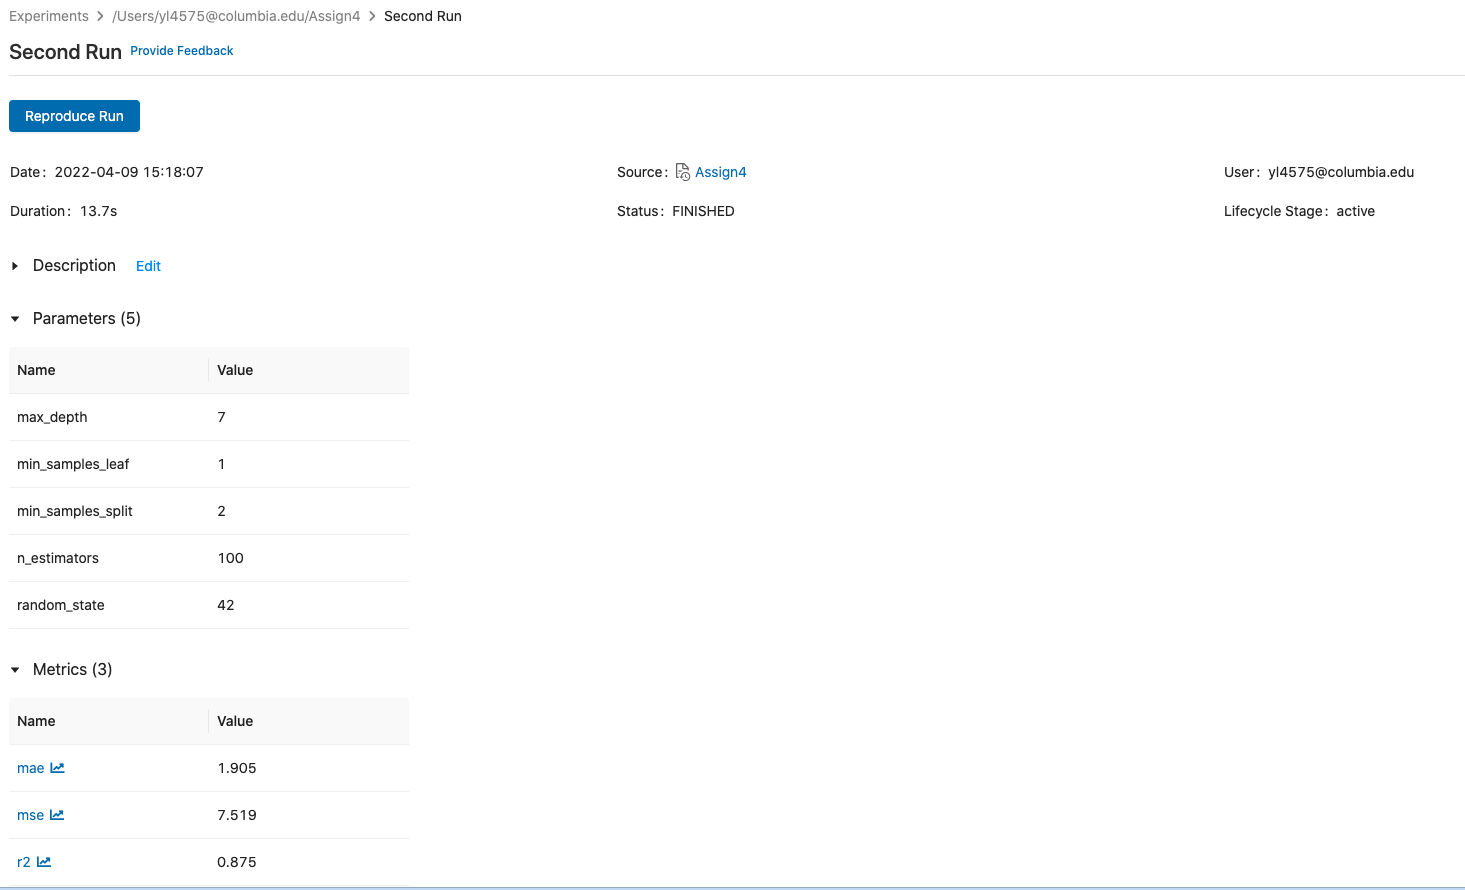 Experiments > /Users/yl4575@columbia.edu/Assign4 > Second Run
Second Run Provide Feedback
Reproduce Run
Date: 2022-04-09 15:18:07
Source: Assign4
User: yl4575@columbia.edu
Duration: 13.7s
Status: FINISHED
Lifecycle Stage: active
Description Edit
Parameters (5)
Name Value
max_depth 7
min_samples_leaf 1
min_samples_split 2
n_estimators 100
random_state 42
Metrics (3)
Name Value
mae 1.905
mse 7.519
r2 0.875